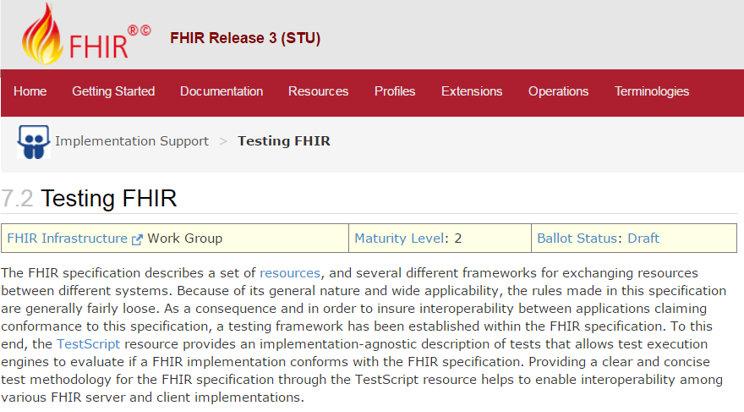 FHIR®© FHIR Release 3 (STU)
Home Getting Started Documentation Resources Profiles Extensions Operations Terminologies
Implementation Support > Testing FHIR
7.2 Testing FHIR
FHIR Infrastructure Work Group Maturity Level: 2 Ballot Status: Draft
The FHIR specification describes a set of resources, and several different frameworks for exchanging resources
between different systems. Because of its general nature and wide applicability, the rules made in this specification
are generally fairly loose. As a consequence and in order to insure interoperability between applications claiming
conformance to this specification, a testing framework has been established within the FHIR specification. To this
end, the TestScript resource provides an implementation-agnostic description of tests that allows test execution
engines to evaluate if a FHIR implementation conforms with the FHIR specification. Providing a clear and concise
test methodology for the FHIR specification through the TestScript resource helps to enable interoperability among
various FHIR server and client implementations.